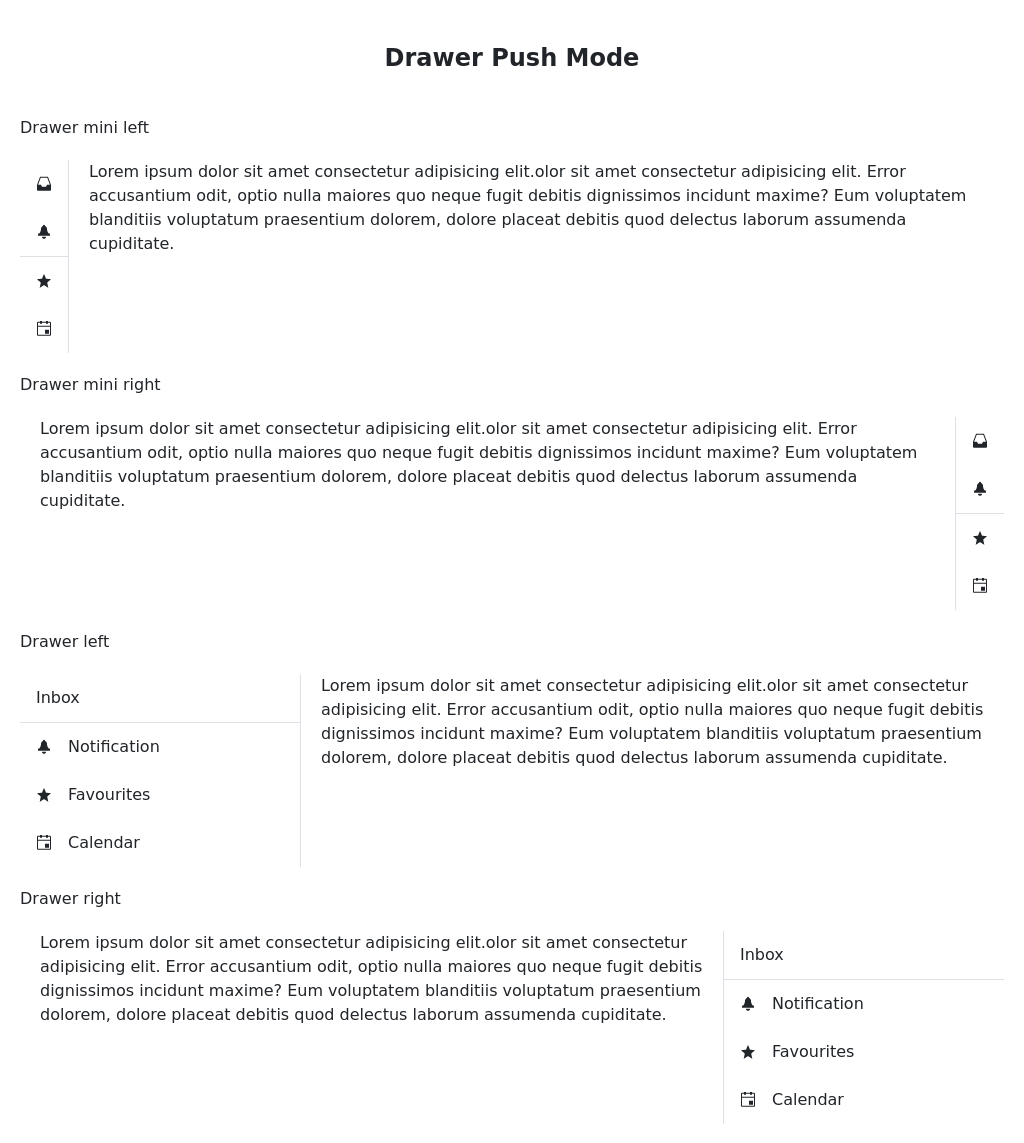 Drawer Push Mode
Drawer mini left
Lorem ipsum dolor sit amet consectetur adipisicing elit.olor sit amet consectetur adipisicing elit. Error
accusantium odit, optio nulla maiores quo neque fugit debitis dignissimos incidunt maxime? Eum voluptatem
blanditiis voluptatum praesentium dolorem, dolore placeat debitis quod delectus laborum assumenda
cupiditate.
Drawer mini right
Lorem ipsum dolor sit amet consectetur adipisicing elit.olor sit amet consectetur adipisicing elit. Error
accusantium odit, optio nulla maiores quo neque fugit debitis dignissimos incidunt maxime? Eum voluptatem
blanditiis voluptatum praesentium dolorem, dolore placeat debitis quod delectus laborum assumenda
cupiditate.
Drawer left
Inbox
Notification
Favourites
Calendar
Lorem ipsum dolor sit amet consectetur adipisicing elit.olor sit amet consectetur
adipisicing elit. Error accusantium odit, optio nulla maiores quo neque fugit debitis
dignissimos incidunt maxime? Eum voluptatem blanditiis voluptatum praesentium
dolorem, dolore placeat debitis quod delectus laborum assumenda cupiditate.
Drawer right
Lorem ipsum dolor sit amet consectetur adipisicing elit.olor sit amet consectetur
adipisicing elit. Error accusantium odit, optio nulla maiores quo neque fugit debitis
dignissimos incidunt maxime? Eum voluptatem blanditiis voluptatum praesentium
dolorem, dolore placeat debitis quod delectus laborum assumenda cupiditate.
Inbox
Notification
Favourites
Calendar